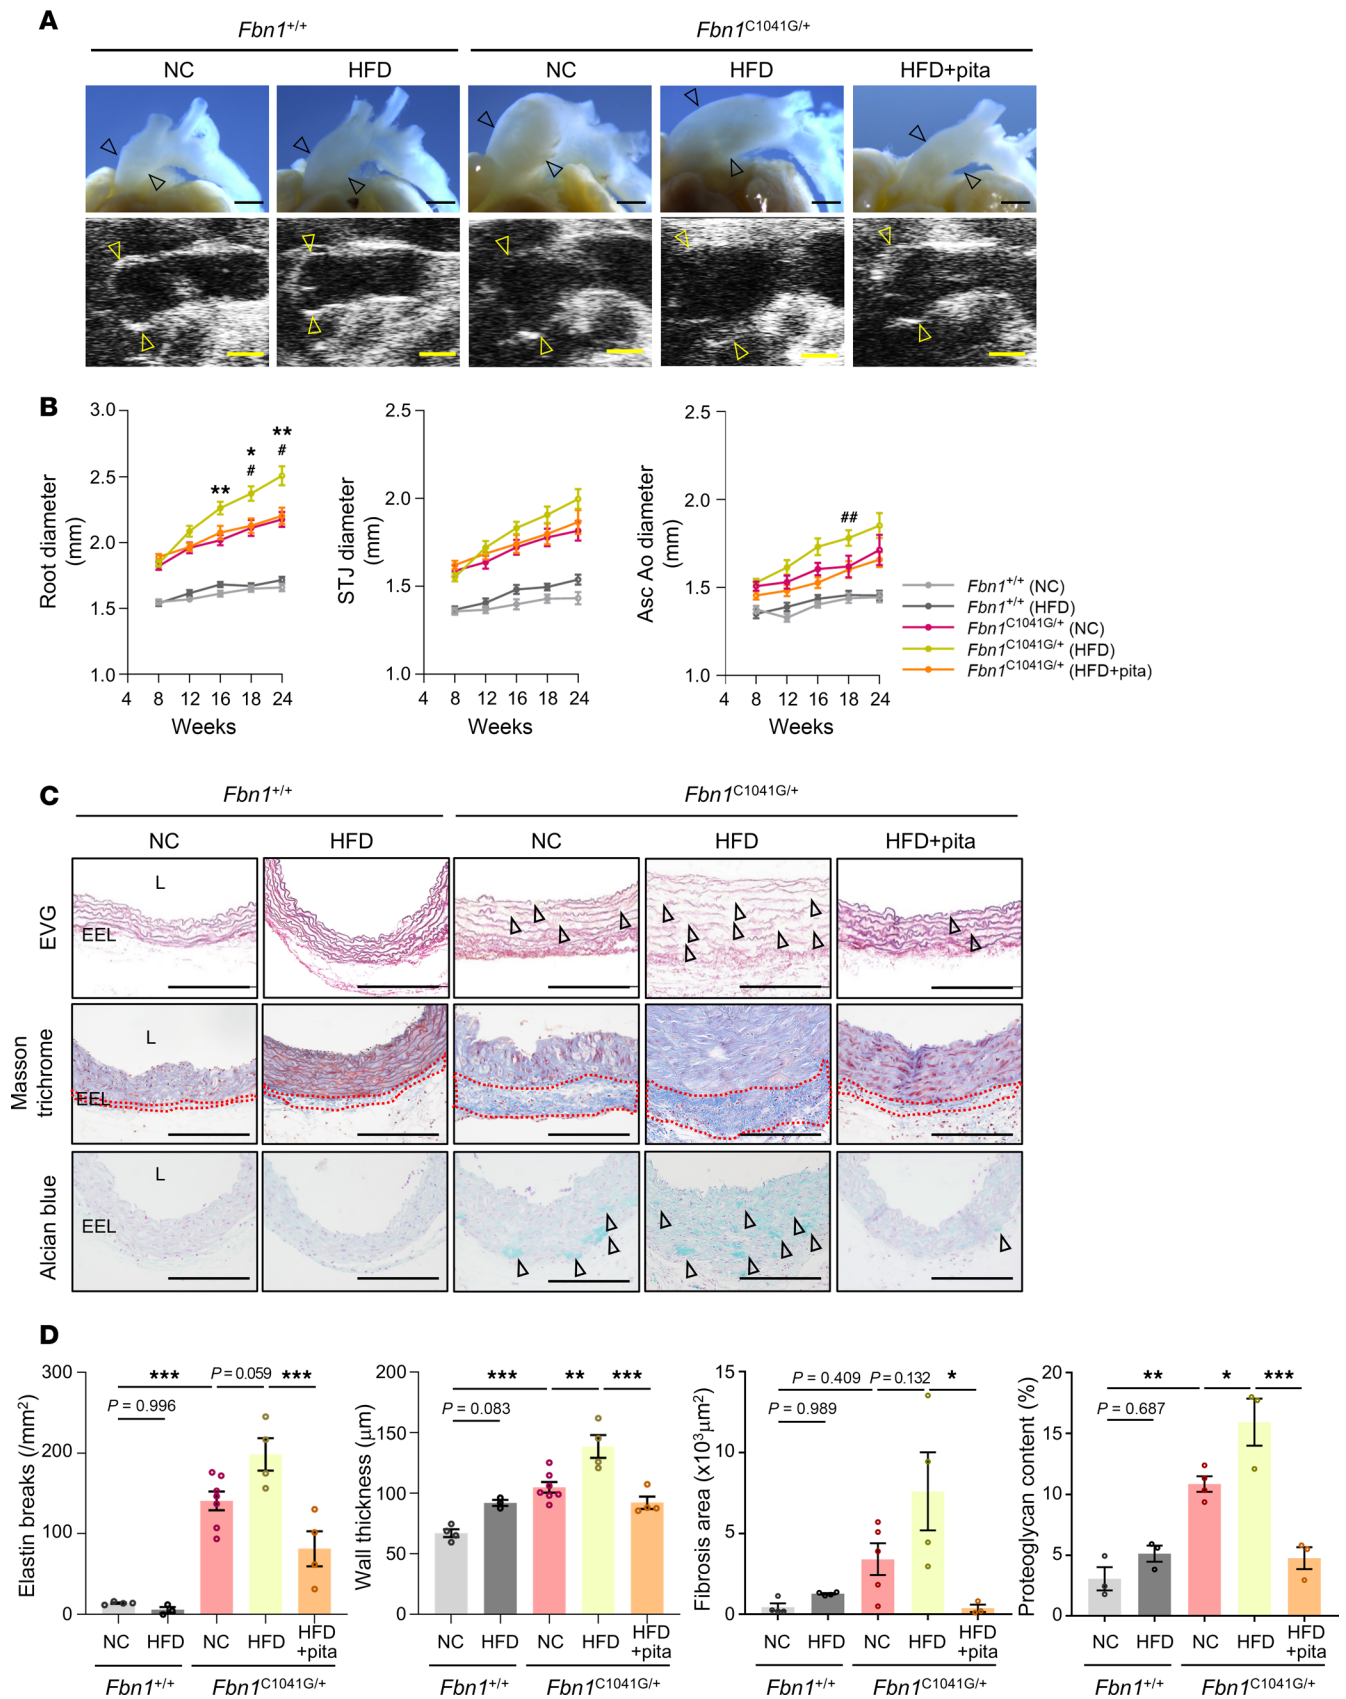 A
Fbn1+/+ Fbn1C1041G/+
NC HFD NC HFD HFD+pita
B
Root diameter (mm)
3.0
2.5
2.0
1.5
1.0
** * # ** #
4 8 12 16 18 24
Weeks
STJ diameter (mm)
2.5
2.0
1.5
1.0
4 8 12 16 18 24
Weeks
Asc Ao diameter (mm)
2.5
2.0
1.5
1.0
##
4 8 12 16 18 24
Weeks
Fbn1+/+ (NC)
Fbn1+/+ (HFD)
Fbn1C1041G/+ (NC)
Fbn1C1041G/+ (HFD)
Fbn1C1041G/+ (HFD+pita)
C
Fbn1+/+ Fbn1C1041G/+
NC HFD NC HFD HFD+pita
EVG
L
EEL
Masson trichrome
L
EEL
Alcian blue
L
EEL
D
Elastin breaks (/mm2)
300
200
100
0
*** P = 0.059 ***
P = 0.996
NC HFD NC HFD HFD +pita
Fbn1+/+ Fbn1C1041G/+
Wall thickness (μm)
200
150
100
50
0
*** ** ***
P = 0.083
NC HFD NC HFD HFD +pita
Fbn1+/+ Fbn1C1041G/+
Fibrosis area (x103μm2)
15
10
5
0
P = 0.409 P = 0.132 *
P = 0.989
NC HFD NC HFD HFD +pita
Fbn1+/+ Fbn1C1041G/+
Proteoglycan content (%)
20
15
10
5
0
** * ***
P = 0.687
NC HFD NC HFD HFD +pita
Fbn1+/+ Fbn1C1041G/+